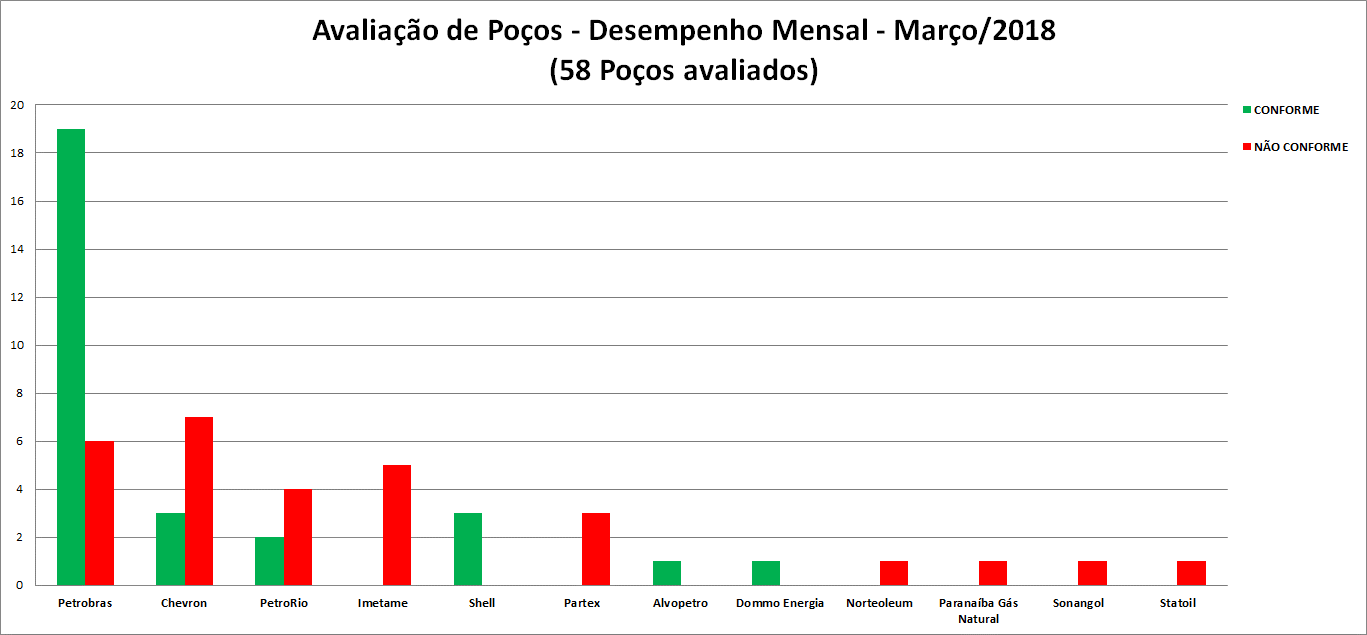 Avaliação de Poços - Desempenho Mensal - Março/2018
(58 Poços avaliados)
CONFORME
NÃO CONFORME
20
18
16
14
12
10
8
6
4
2
0
Petrobras
Chevron
PetroRio
Imetame
Shell
Partex
Alvopetro
Dommo Energia
Norteoleum
Paranaíba Gás
Natural
Sonangol
Statoil